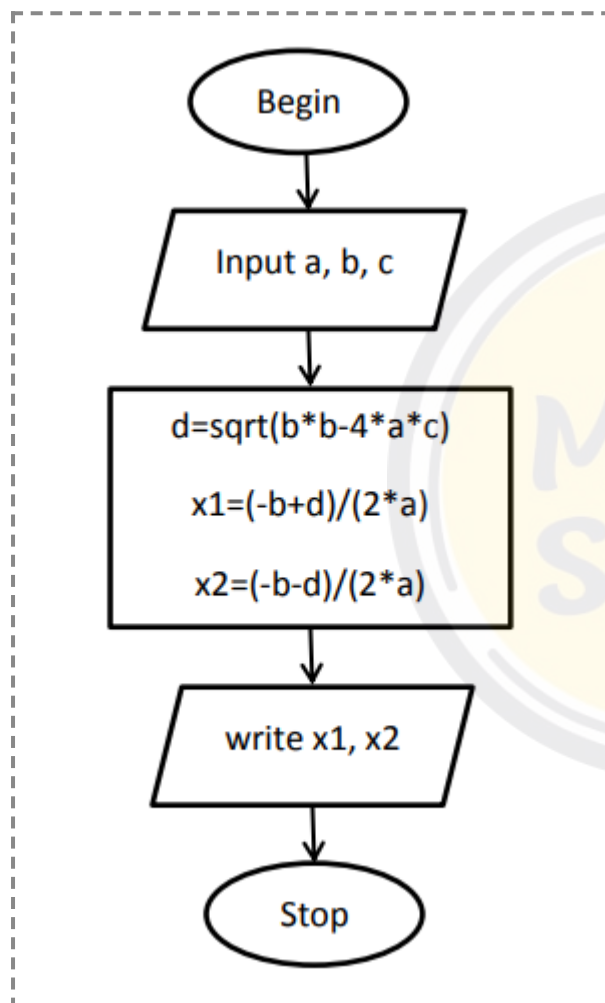 Begin
Input a, b, c
d=sqrt(b*b-4*a*c)
x1=(-b+d)/(2*a)
x2=(-b-d)/(2*a)
write x1, x2
Stop